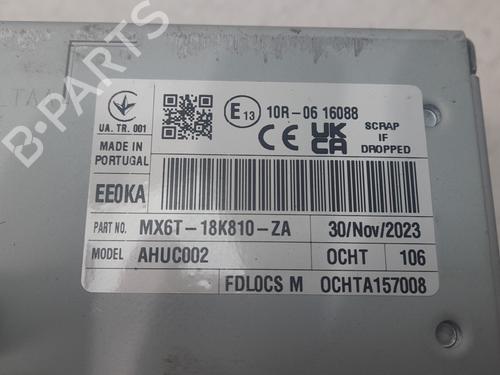 UA. TR. 001
E 13 10R-06 16088
CE UK CA
SCRAP
IF
DROPPED
MADE IN
PORTUGAL
EE0KA
PART NO. MX6T-18K810-ZA 30/Nov/2023
MODEL AHUC002 OCHT 106
FDLOCS M OCHTA157008
B-PARTS